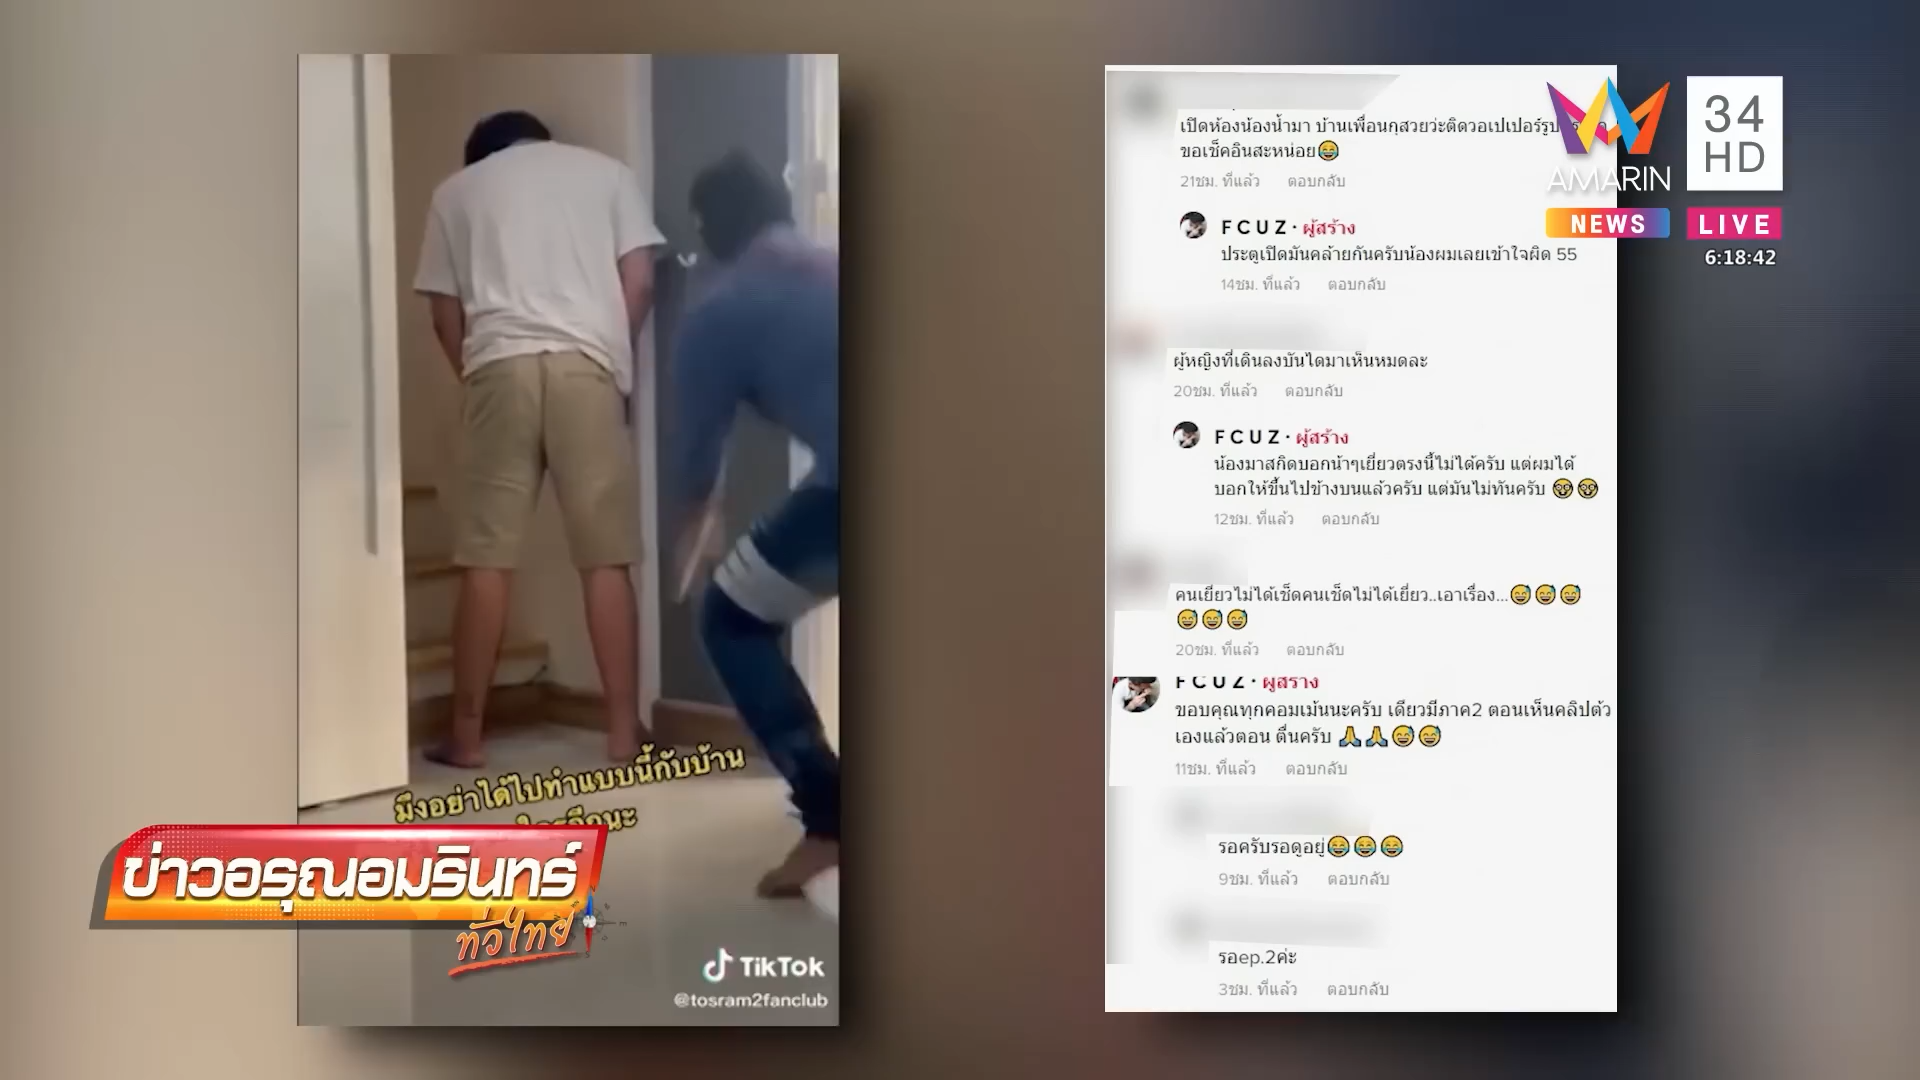 มึงอย่าได้ไปทำแบบนี้กับบ้าน
ใครอีกนะ
ข่าวอรุณอมรินทร์
ทั่วไทย
TikTok
@tosram2fanclub
เปิดห้องน้องน้ำมา บ้านเพื่อนกุสวยว่ะติดวอเปเปอร์รูป
ขอเช็คอินสะหน่อย😂
21ชม. ที่แล้ว ตอบกลับ
F C U Z · ผู้สร้าง
ประตูเปิดมันคล้ายกันครับน้องผมเลยเข้าใจผิด 55
14ชม. ที่แล้ว ตอบกลับ
ผู้หญิงที่เดินลงบันไดมาเห็นหมดละ
20ชม. ที่แล้ว ตอบกลับ
F C U Z · ผู้สร้าง
น้องมาสกิดบอกน้าๆเยี่ยวตรงนี้ไม่ได้ครับ แต่ผมได้
บอกให้ขึ้นไปข้างบนแล้วครับ แต่มันไม่ทันครับ 🤓🤓
12ชม. ที่แล้ว ตอบกลับ
คนเยี่ยวไม่ได้เช็ดคนเช็ดไม่ได้เยี่ยว..เอาเรื่อง...😅😅😅
😅😅😅
20ชม. ที่แล้ว ตอบกลับ
F C U Z · ผู้สร้าง
ขอบคุณทุกคอมเม้นนะครับ เดียวมีภาค2 ตอนเห็นคลิปตัว
เองแล้วตอน ตื่นครับ 🙏🙏😅😅
11ชม. ที่แล้ว ตอบกลับ
รอครับรอดูอยู่😂😂😂
9ชม. ที่แล้ว ตอบกลับ
รอep.2ค่ะ
3ชม. ที่แล้ว ตอบกลับ
AMARIN
NEWS
34
HD
LIVE
6:18:42